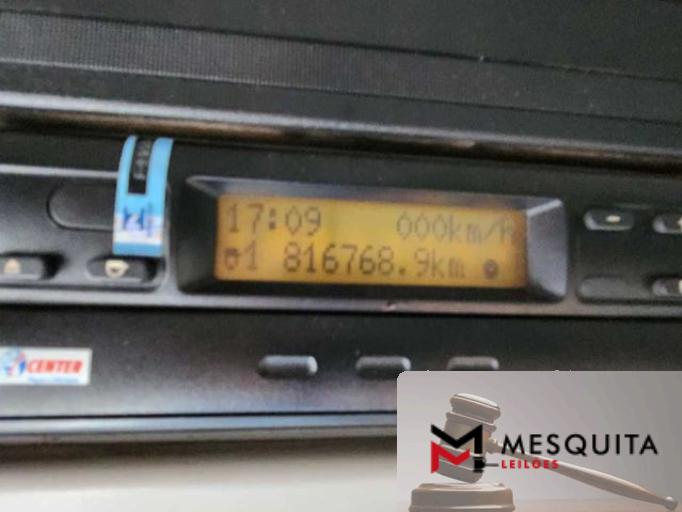 17:09 000km/h
1 816768.9km
CENTER
MESQUITA
LEILÕES